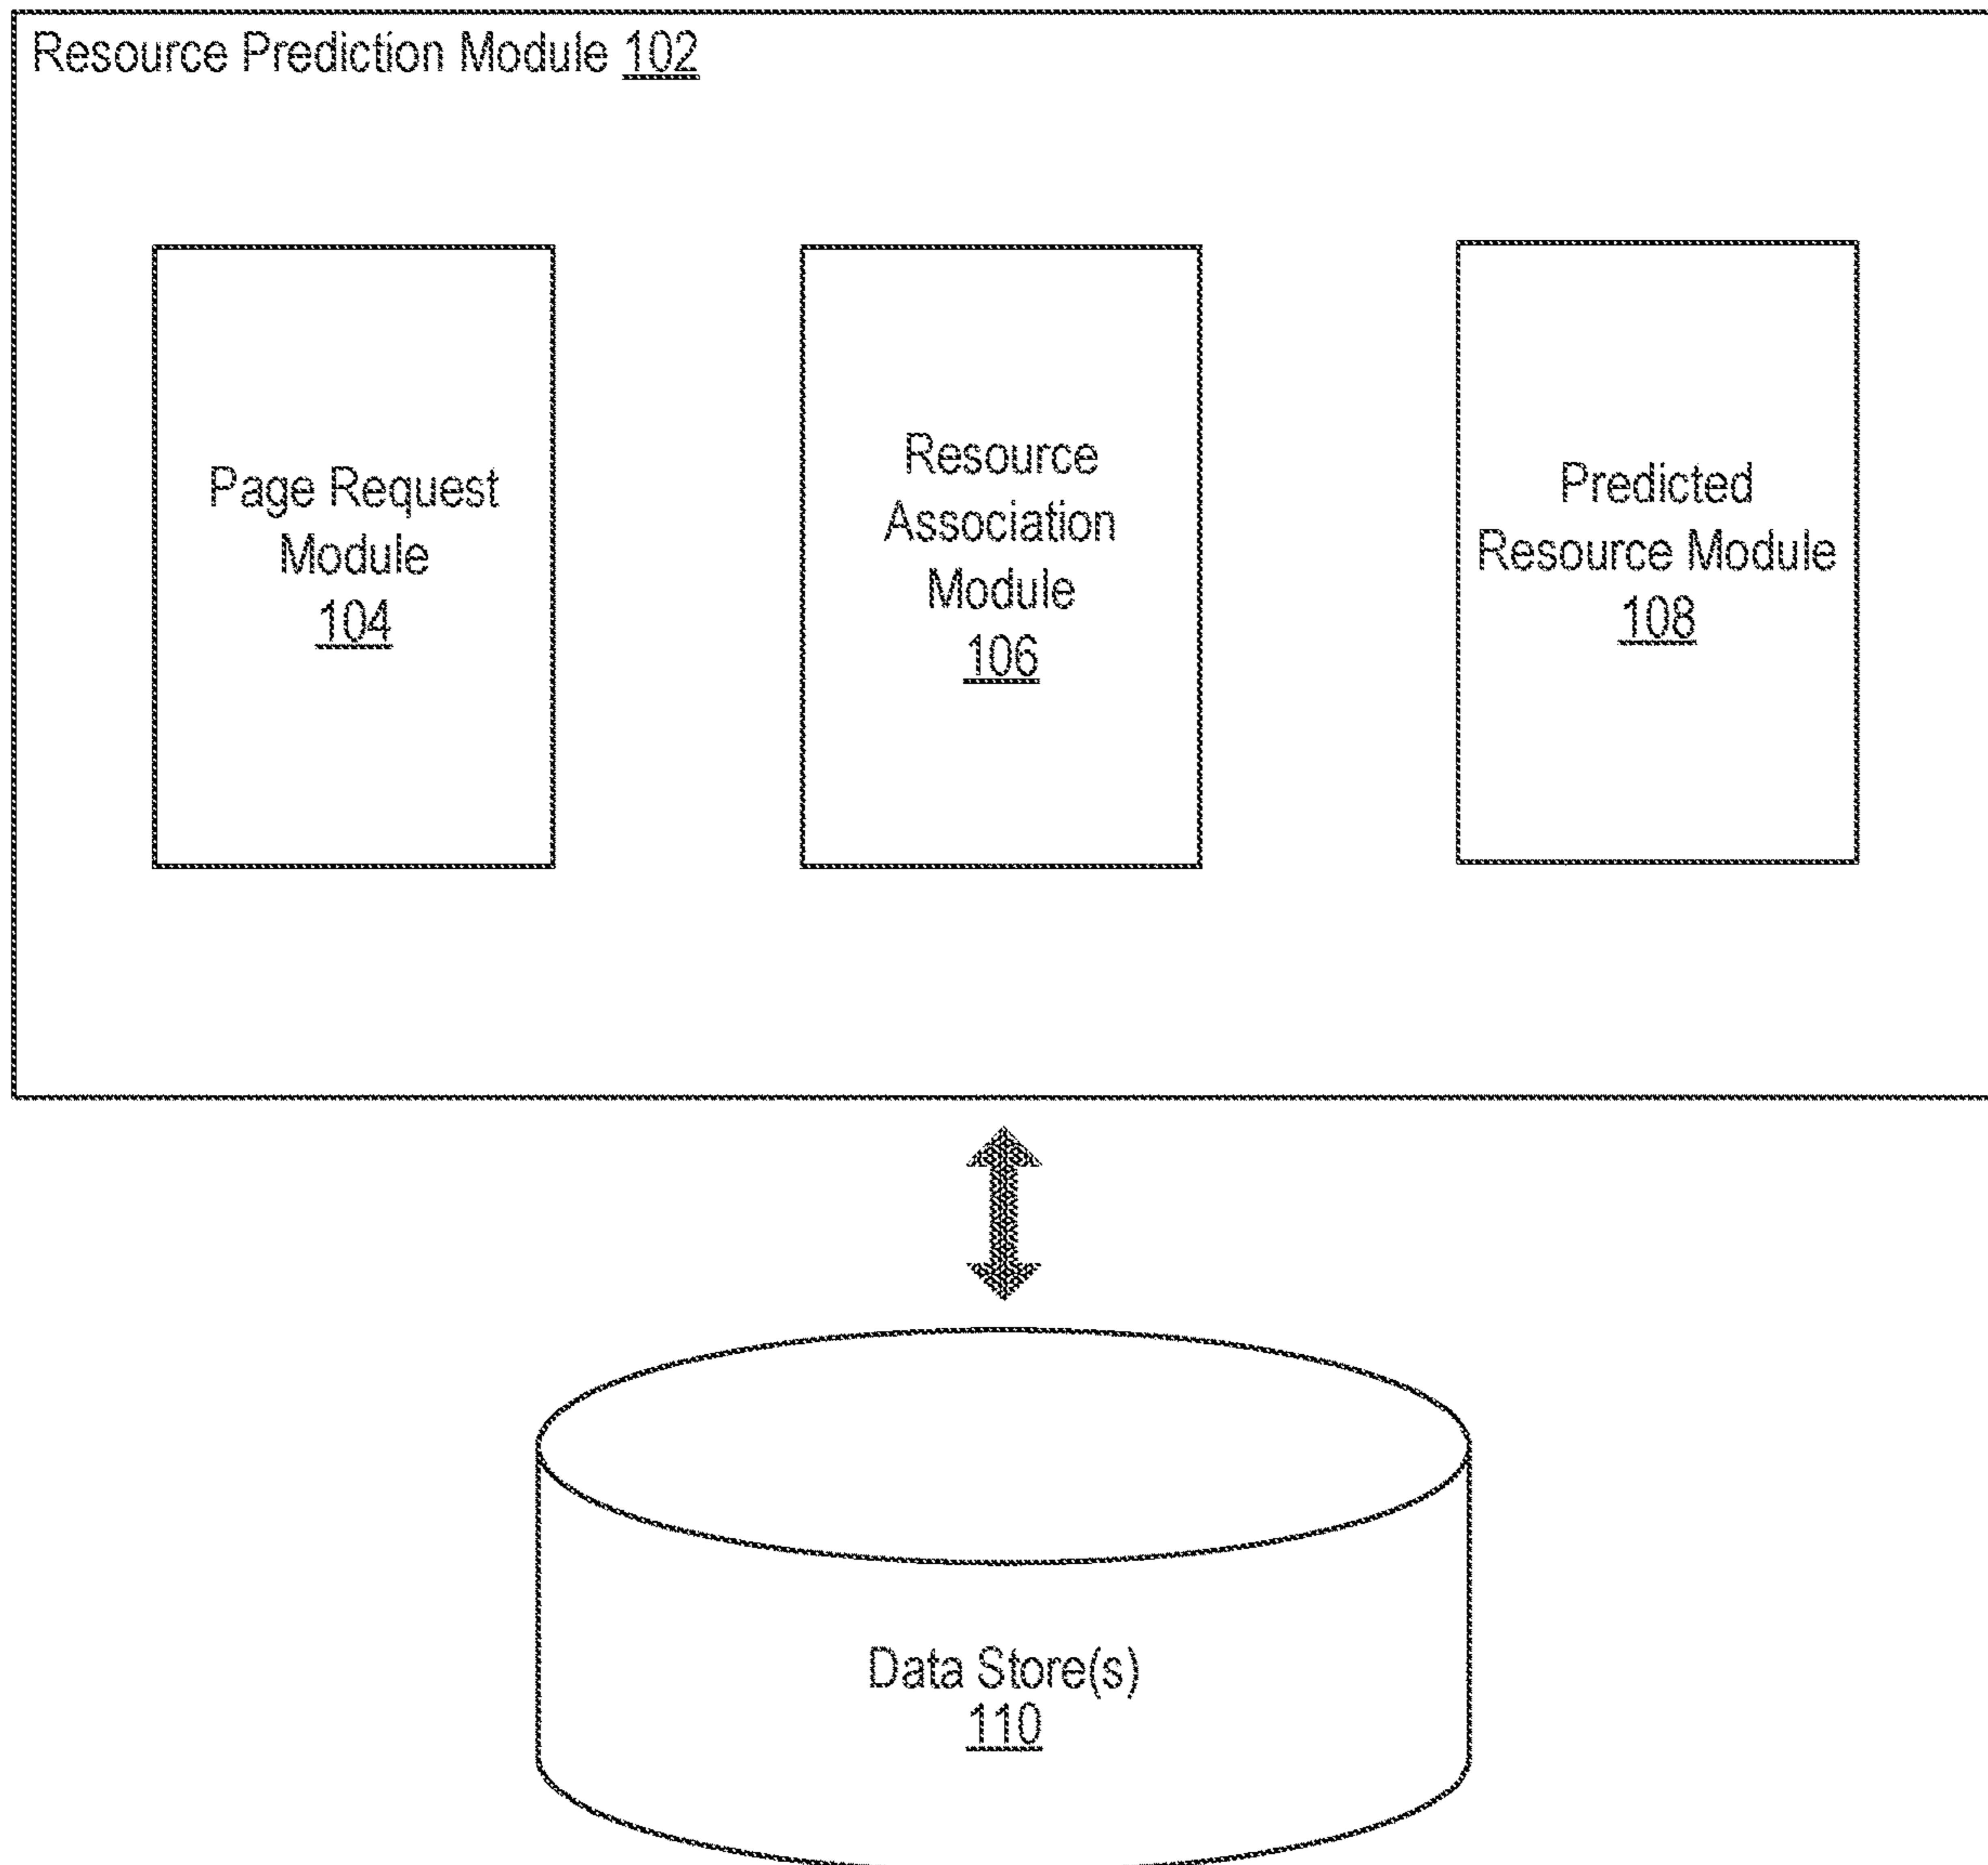 Resource Prediction Module 102
Page Request
Module
104
Resource
Association
Module
106
Predicted
Resource Module
108
Data Store(s)
110